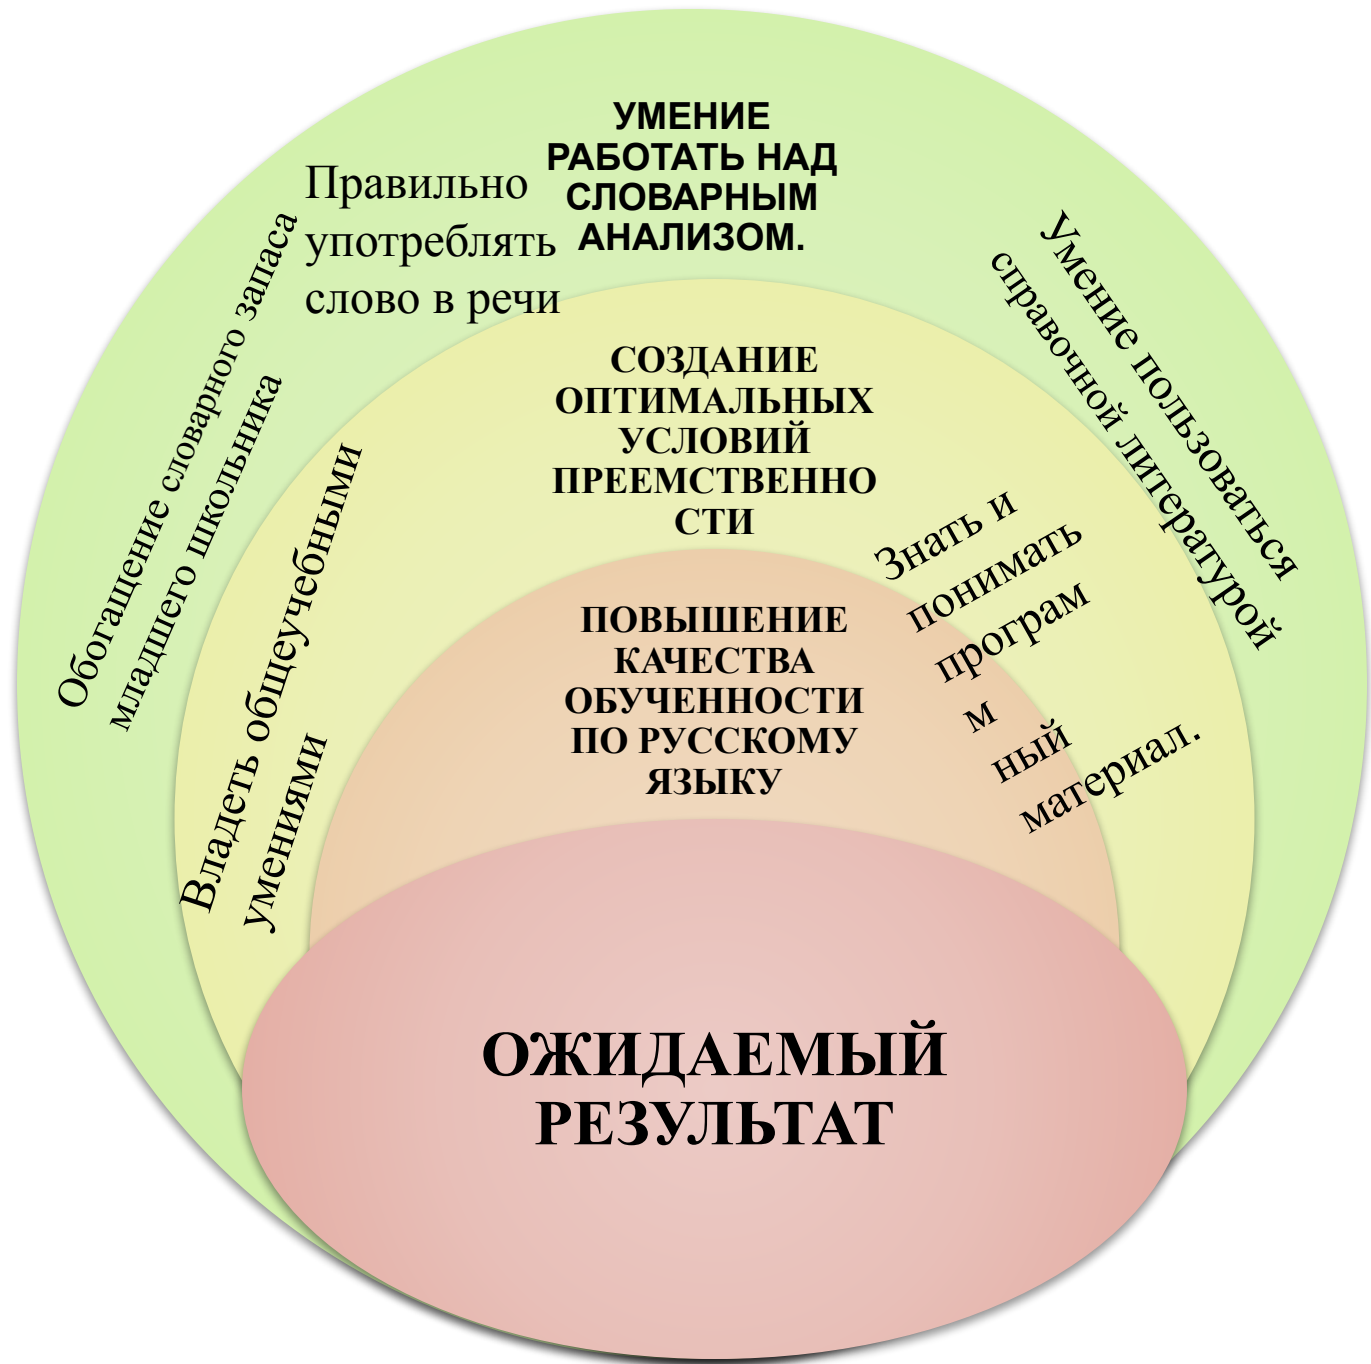 УМЕНИЕ
РАБОТАТЬ НАД
СЛОВАРНЫМ
АНАЛИЗОМ.
Правильно
употреблять
слово в речи
Обогащение словарного запаса
младшего школьника
Умение пользоваться
справочной литературой
СОЗДАНИЕ
ОПТИМАЛЬНЫХ
УСЛОВИЙ
ПРЕЕМСТВЕННО
СТИ
Владеть общеучебными
умениями
Знать и
понимать
програм
м
ный
материал.
ПОВЫШЕНИЕ
КАЧЕСТВА
ОБУЧЕННОСТИ
ПО РУССКОМУ
ЯЗЫКУ
ОЖИДАЕМЫЙ
РЕЗУЛЬТАТ